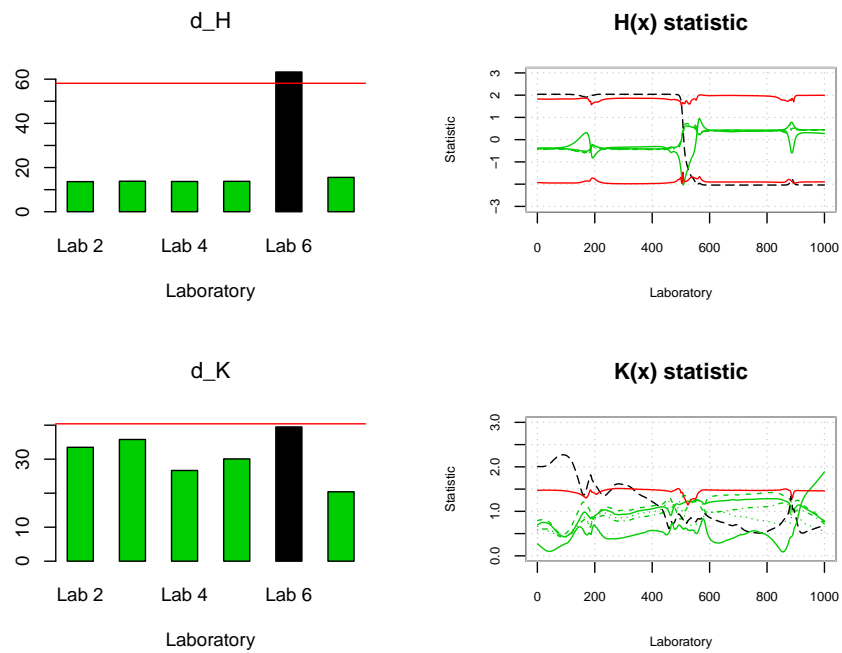 d_H
0 20 40 60
Lab 2 Lab 4 Lab 6
Laboratory
H(x) statistic
Statistic
−3 −1 0 1 2 3
0 200 400 600 800 1000
Laboratory
d_K
0 10 30
Lab 2 Lab 4 Lab 6
Laboratory
K(x) statistic
Statistic
0.0 1.0 2.0 3.0
0 200 400 600 800 1000
Laboratory